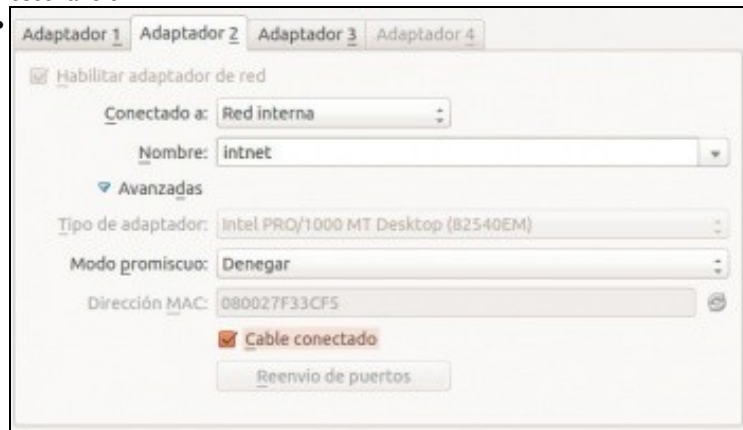 Adaptador 1 Adaptador 2 Adaptador 3 Adaptador 4
Habilitar adaptador de red
Conectado a: Red interna
Nombre: intnet
Avanzadas
Tipo de adaptador: Intel PRO/1000 MT Desktop (82540EM)
Modo promiscuo: Denegar
Dirección MAC: 080027F33CF5
Cable conectado
Reenvio de puertos